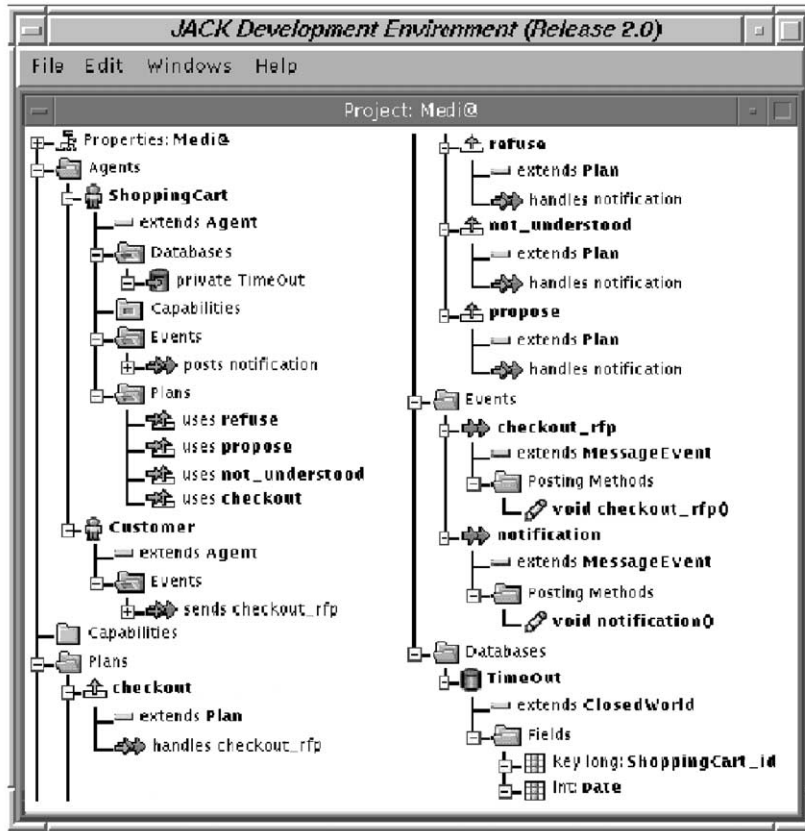 JACK Development Environment (Release 2.0)
File Edit Windows Help
Project: Medi@
Properties: Medi@
Agents
ShoppingCart
extends Agent
Databases
private TimeOut
Capabilities
Events
posts notification
Plans
uses refuse
uses propose
uses not_understood
uses checkout
Customer
extends Agent
Events
sends checkout_rfp
Capabilities
Plans
checkout
extends Plan
handles checkout_rfp
refuse
extends Plan
handles notification
not_understood
extends Plan
handles notification
propose
extends Plan
handles notification
Events
checkout_rfp
extends MessageEvent
Posting Methods
void checkout_rfp()
notification
extends MessageEvent
Posting Methods
void notification()
Databases
TimeOut
extends ClosedWorld
Fields
Key long: ShoppingCart_id
Int: Date